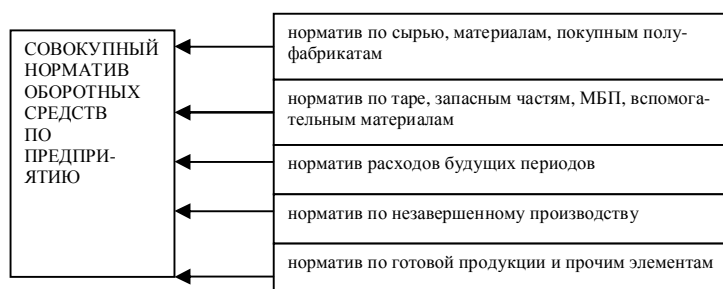 СОВОКУПНЫЙ
НОРМАТИВ
ОБОРОТНЫХ
СРЕДСТВ
ПО
ПРЕДПРИ-
ЯТИЮ
норматив по сырью, материалам, покупным полу-
фабрикатам
норматив по таре, запасным частям, МБП, вспомога-
тельным материалам
норматив расходов будущих периодов
норматив по незавершенному производству
норматив по готовой продукции и прочим элементам